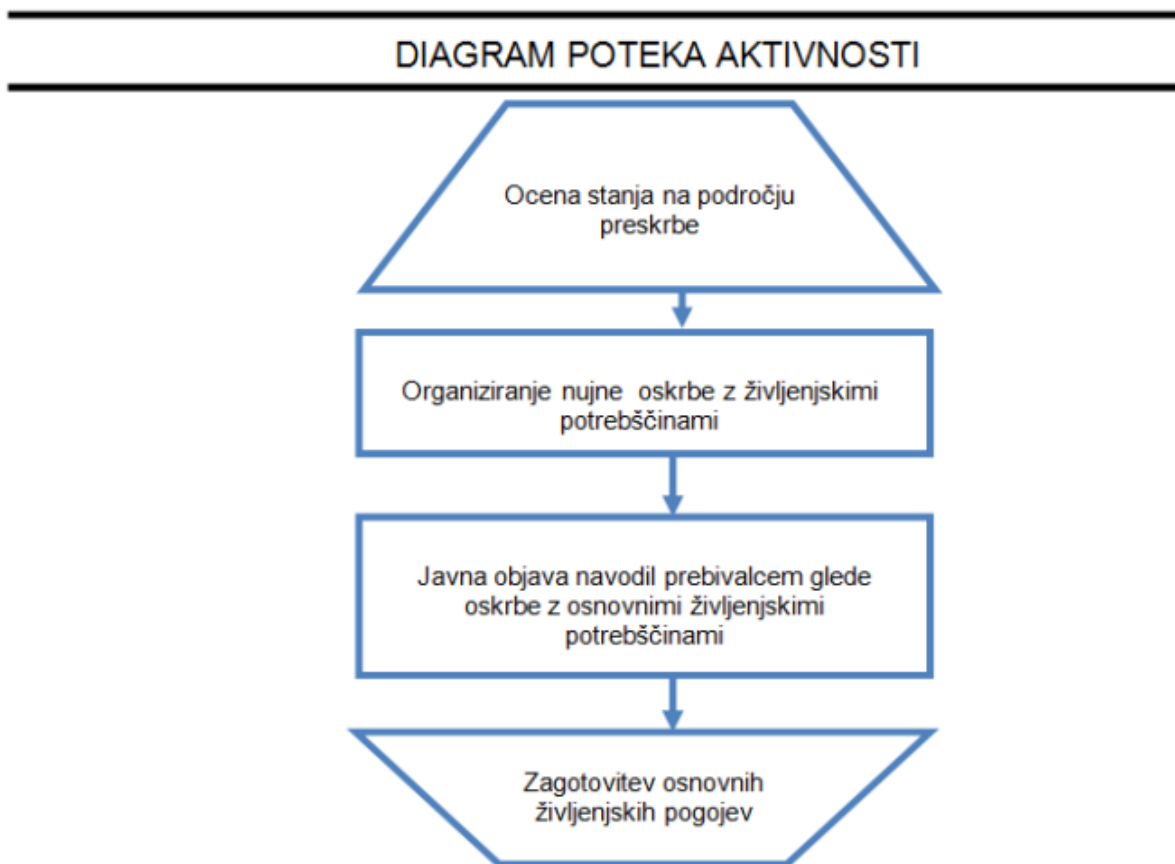 DIAGRAM POTEKA AKTIVNOSTI
Ocena stanja na področju
preskrbe
Organiziranje nujne oskrbe z življenjskimi
potrebščinami
Javna objava navodil prebivalcem glede
oskrbe z osnovnimi življenjskimi
potrebščinami
Zagotovitev osnovnih
življenjskih pogojev